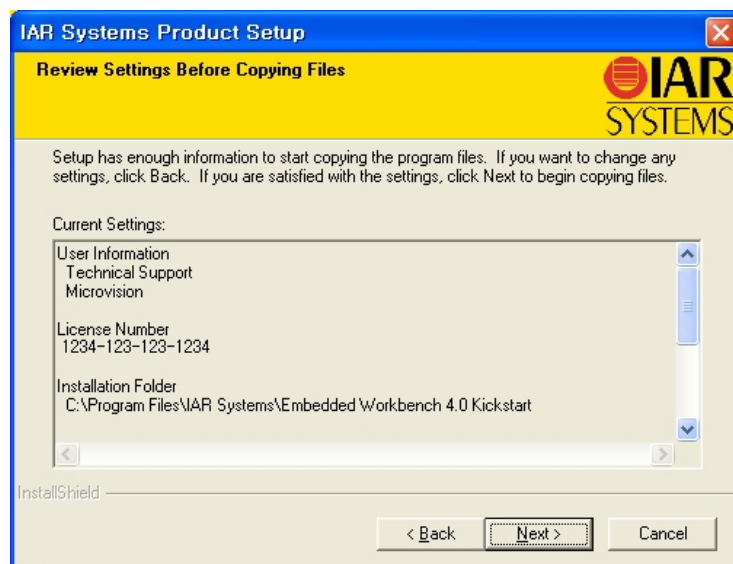 IAR Systems Product Setup
Review Settings Before Copying Files
IAR
SYSTEMS
Setup has enough information to start copying the program files. If you want to change any
settings, click Back. If you are satisfied with the settings, click Next to begin copying files.
Current Settings:
User Information
Technical Support
Microvision
License Number
1234-123-123-1234
Installation Folder
C:\Program Files\IAR Systems\Embedded Workbench 4.0 Kickstart
InstallShield
< Back
Next >
Cancel